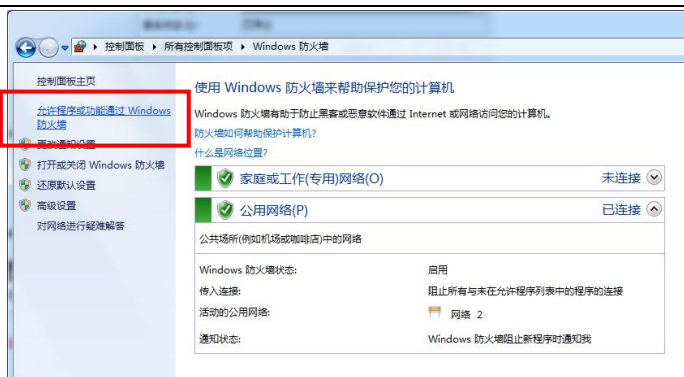 控制面板 ▸ 所有控制面板项 ▸ Windows 防火墙
控制面板主页
允许程序或功能通过 Windows
防火墙
更改通知设置
打开或关闭 Windows 防火墙
还原默认设置
高级设置
对网络进行疑难解答
使用 Windows 防火墙来帮助保护您的计算机
Windows 防火墙有助于防止黑客或恶意软件通过 Internet 或网络访问您的计算机。
防火墙如何帮助保护计算机?
什么是网络位置?
家庭或工作(专用)网络(O) 未连接
公用网络(P) 已连接
公共场所(例如机场或咖啡店)中的网络
Windows 防火墙状态: 启用
传入连接: 阻止所有与未在允许程序列表中的程序的连接
活动的公用网络: 网络 2
通知状态: Windows 防火墙阻止新程序时通知我